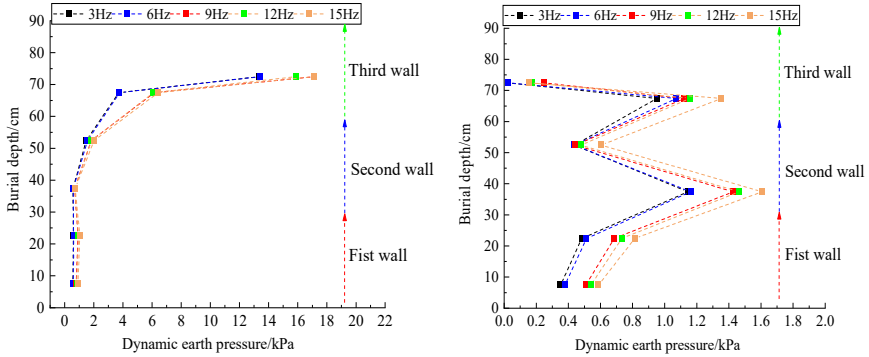 3Hz 6Hz 9Hz 12Hz 15Hz
90
80
70
60
50
40
30
20
10
0
Burial depth/cm
Third wall
Second wall
Fist wall
0 2 4 6 8 10 12 14 16 18 20 22
Dynamic earth pressure/kPa
3Hz 6Hz 9Hz 12Hz 15Hz
90
80
70
60
50
40
30
20
10
0
Burial depth/cm
Third wall
Second wall
Fist wall
0.0 0.2 0.4 0.6 0.8 1.0 1.2 1.4 1.6 1.8 2.0
Dynamic earth pressure/kPa